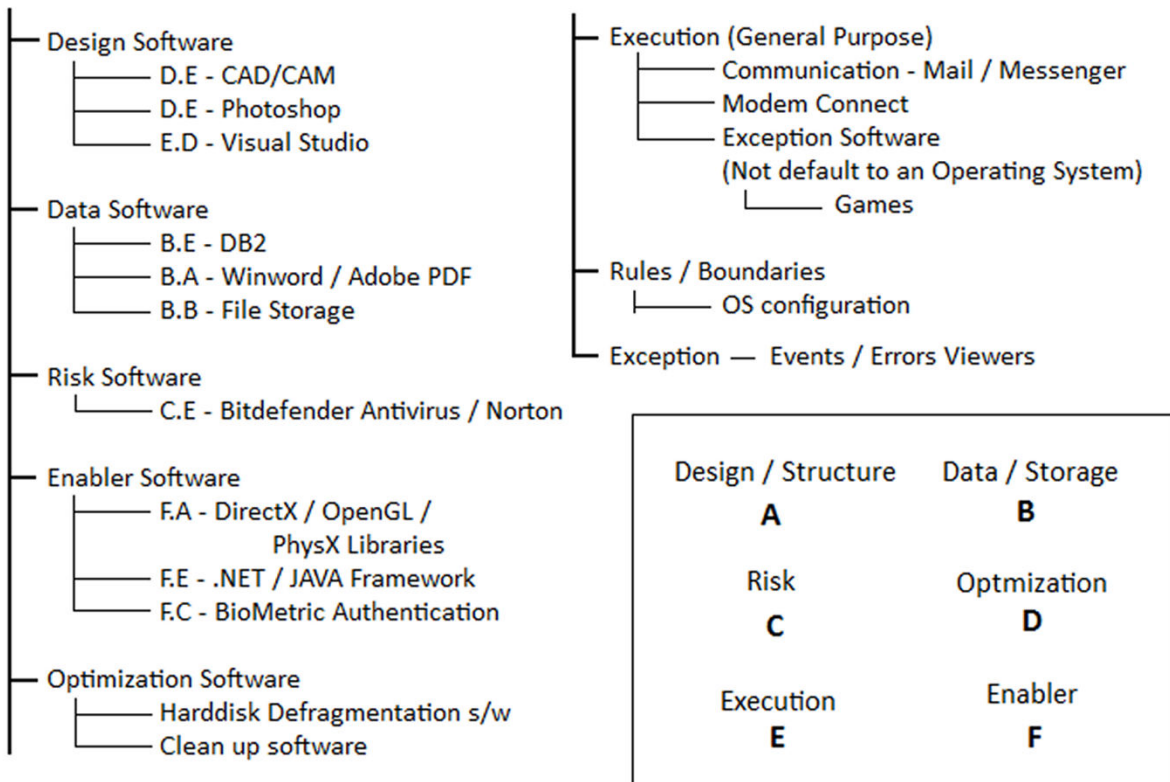 Design Software
D.E - CAD/CAM
D.E - Photoshop
E.D - Visual Studio
Data Software
B.E - DB2
B.A - Winword / Adobe PDF
B.B - File Storage
Risk Software
C.E - Bitdefender Antivirus / Norton
Enabler Software
F.A - DirectX / OpenGL /
PhysX Libraries
F.E - .NET / JAVA Framework
F.C - BioMetric Authentication
Optimization Software
Harddisk Defragmentation s/w
Clean up software
Execution (General Purpose)
Communication - Mail / Messenger
Modem Connect
Exception Software
(Not default to an Operating System)
Games
Rules / Boundaries
OS configuration
Exception — Events / Errors Viewers
Design / Structure
A
Data / Storage
B
Risk
C
Optmization
D
Execution
E
Enabler
F